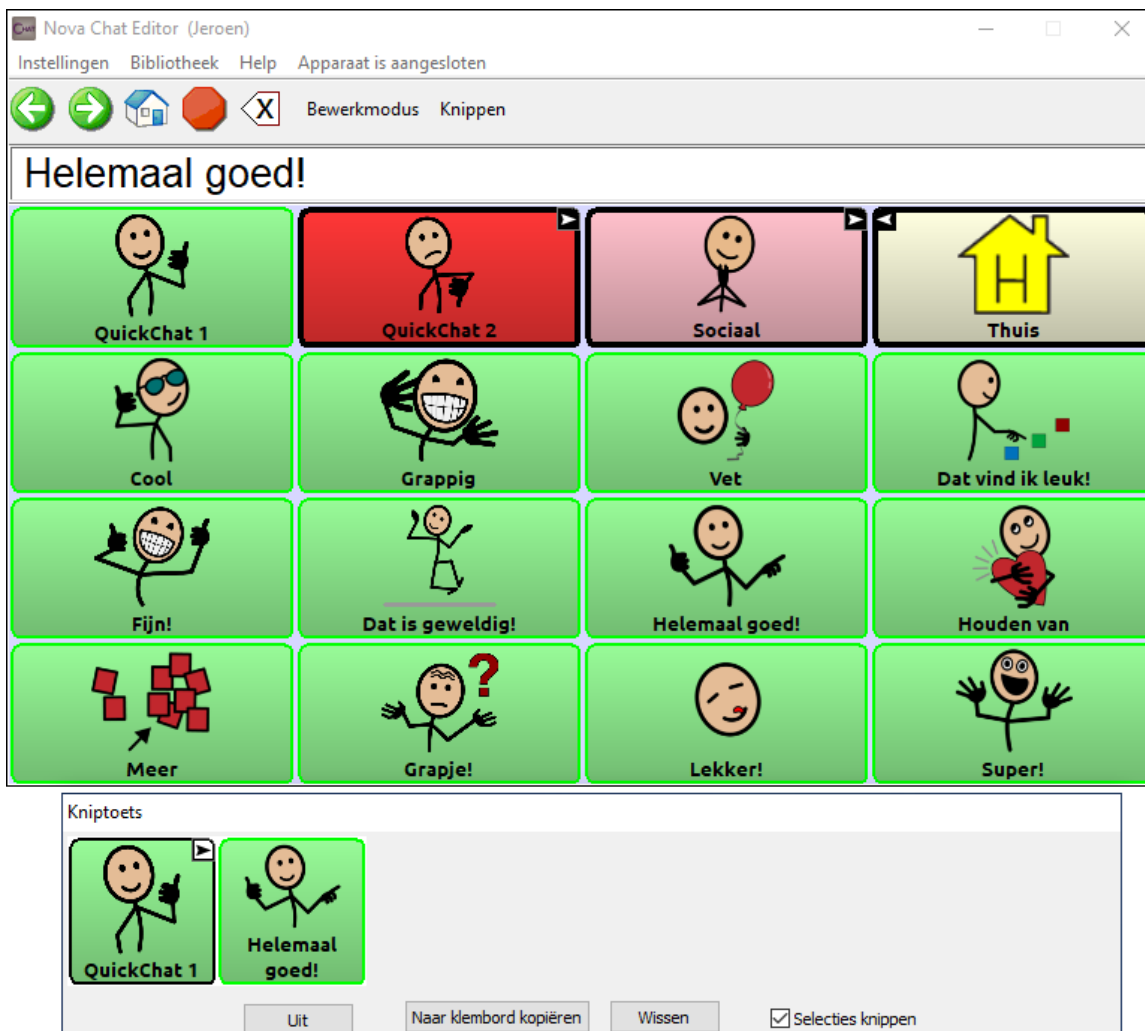 CHAT Nova Chat Editor (Jeroen)
Instellingen Bibliotheek Help Apparaat is aangesloten
X Bewerkmodus Knippen
Helemaal goed!
QuickChat 1 QuickChat 2 Sociaal H Thuis
Cool Grappig Vet Dat vind ik leuk!
Fijn! Dat is geweldig! Helemaal goed! Houden van
Meer ? Grapje! Lekker! Super!
Kniptoets
QuickChat 1 Helemaal
goed!
Uit Naar klembord kopiëren Wissen Selecties knippen